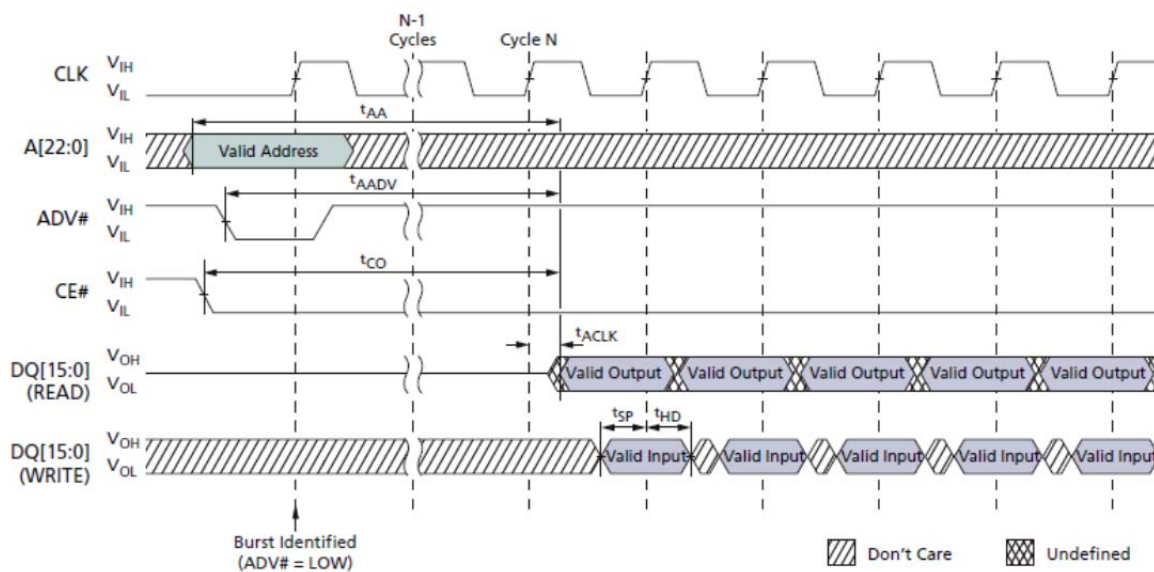 N-1
Cycles
Cycle N
CLK
VIH
VIL
tAA
A[22:0]
VIH
VIL
Valid Address
tAADV
ADV#
VIH
VIL
tCO
CE#
VIH
VIL
tACLK
DQ[15:0]
(READ)
VOH
VOL
Valid Output
Valid Output
Valid Output
Valid Output
Valid Output
tSP
tHD
DQ[15:0]
(WRITE)
VOH
VOL
Valid Input
Valid Input
Valid Input
Valid Input
Valid Input
Burst Identified
(ADV# = LOW)
Don't Care
Undefined